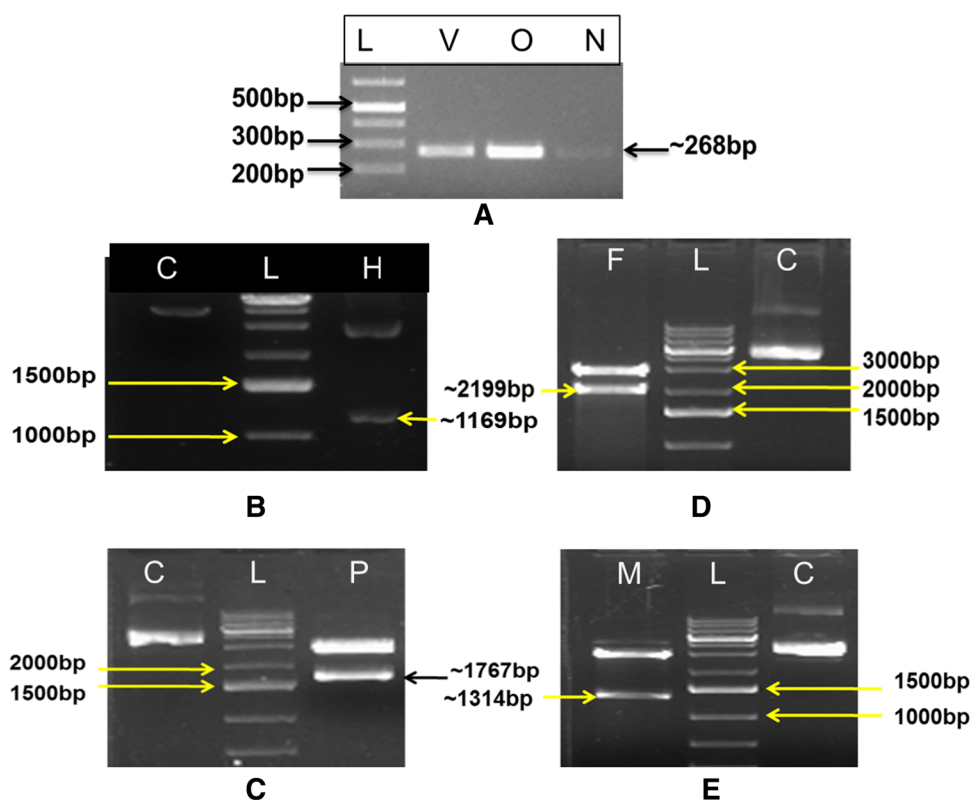 L V O N
500bp
300bp
200bp
~268bp
A
C L H
1500bp
1000bp
~1169bp
B
F L C
~2199bp
3000bp
2000bp
1500bp
D
C L P
2000bp
1500bp
~1767bp
C
M L C
~1314bp
1500bp
1000bp
E